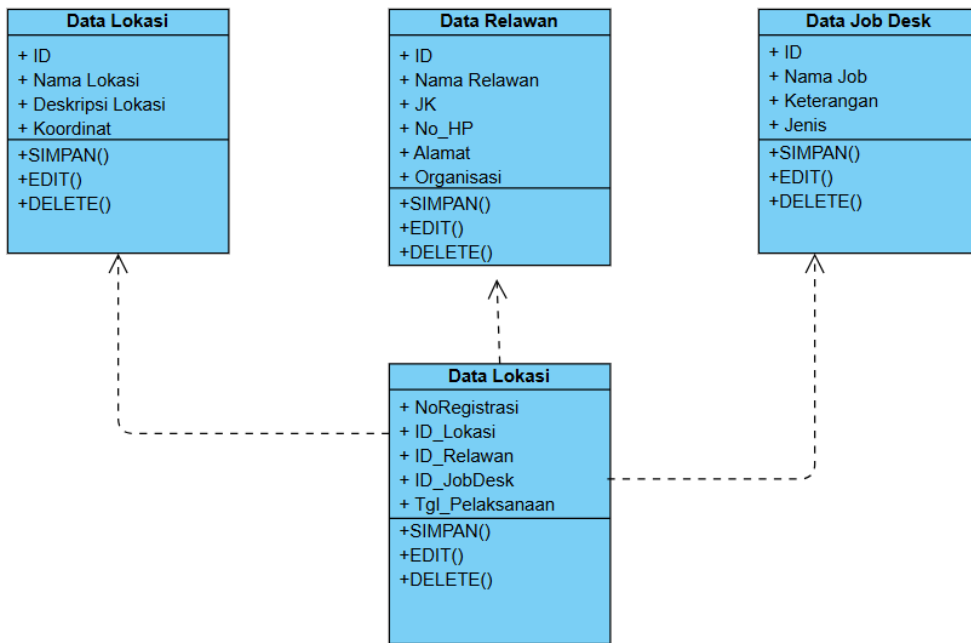 Data Lokasi
+ ID
+ Nama Lokasi
+ Deskripsi Lokasi
+ Koordinat
+SIMPAN()
+EDIT()
+DELETE()
Data Relawan
+ ID
+ Nama Relawan
+ JK
+ No_HP
+ Alamat
+ Organisasi
+SIMPAN()
+EDIT()
+DELETE()
Data Job Desk
+ ID
+ Nama Job
+ Keterangan
+ Jenis
+SIMPAN()
+EDIT()
+DELETE()
Data Lokasi
+ NoRegistrasi
+ ID_Lokasi
+ ID_Relawan
+ ID_JobDesk
+ Tgl_Pelaksanaan
+SIMPAN()
+EDIT()
+DELETE()